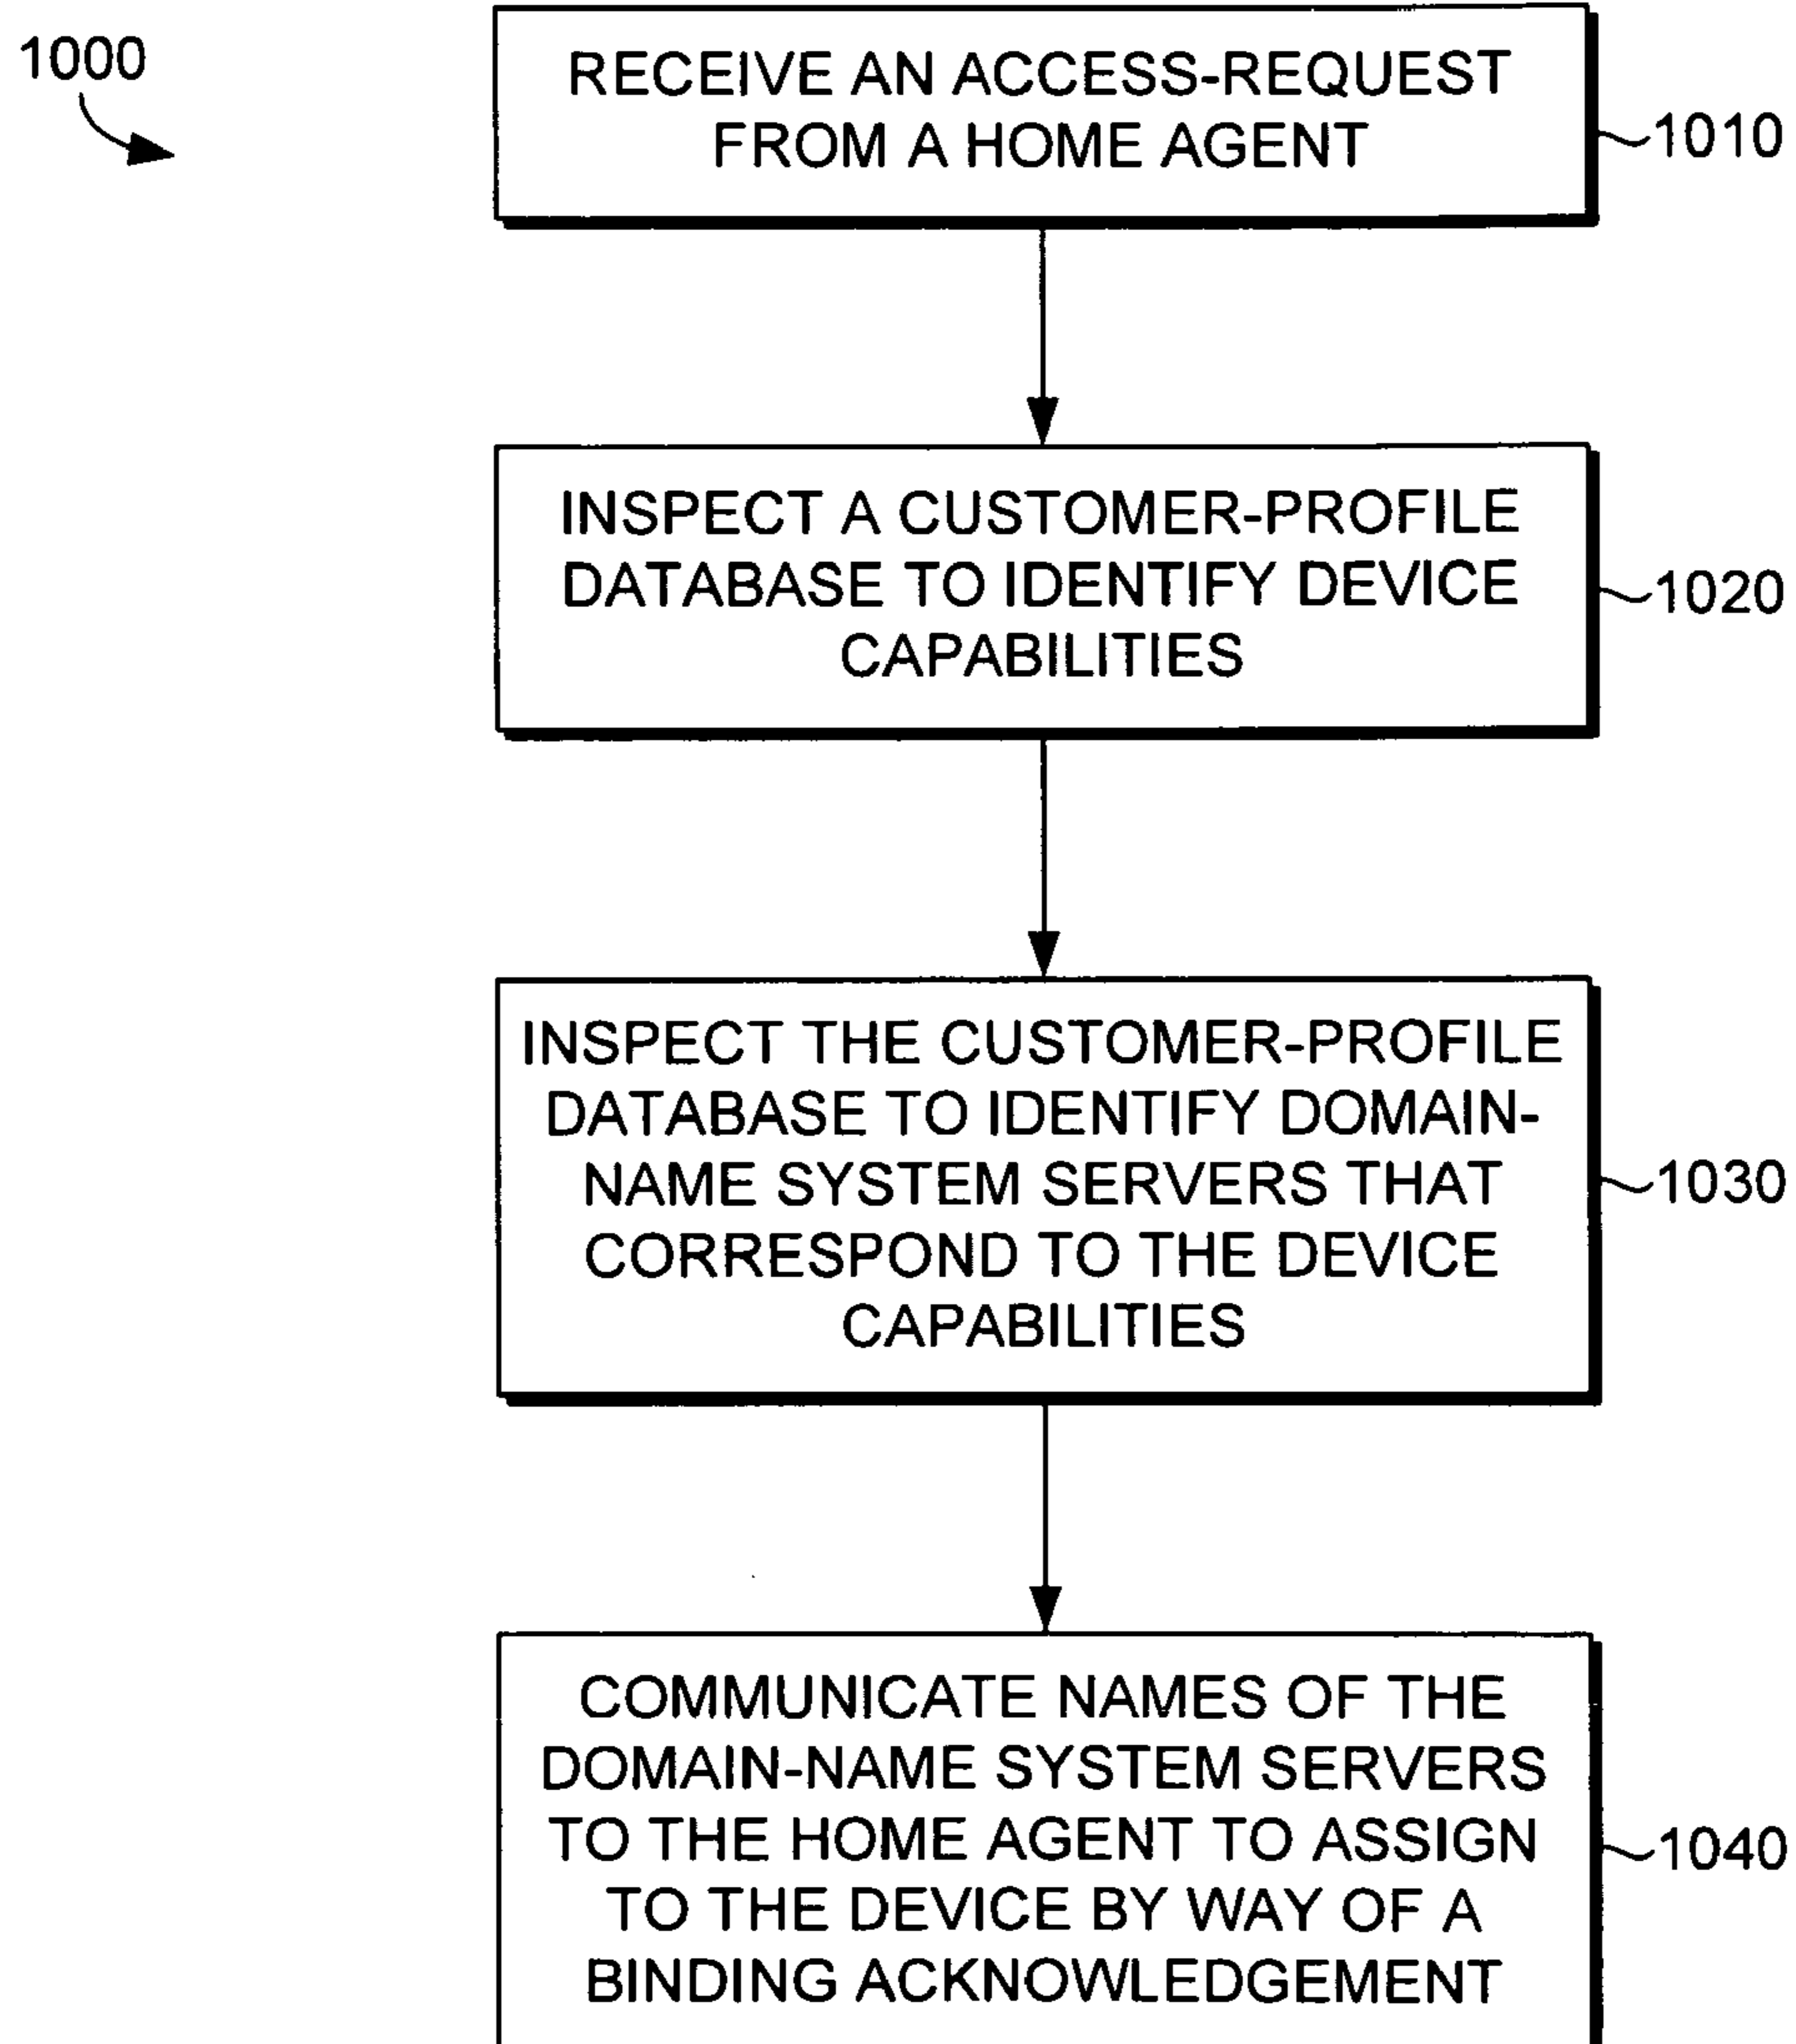 1000
RECEIVE AN ACCESS-REQUEST
FROM A HOME AGENT
1010
INSPECT A CUSTOMER-PROFILE
DATABASE TO IDENTIFY DEVICE
CAPABILITIES
1020
INSPECT THE CUSTOMER-PROFILE
DATABASE TO IDENTIFY DOMAIN-
NAME SYSTEM SERVERS THAT
CORRESPOND TO THE DEVICE
CAPABILITIES
1030
COMMUNICATE NAMES OF THE
DOMAIN-NAME SYSTEM SERVERS
TO THE HOME AGENT TO ASSIGN
TO THE DEVICE BY WAY OF A
BINDING ACKNOWLEDGEMENT
1040